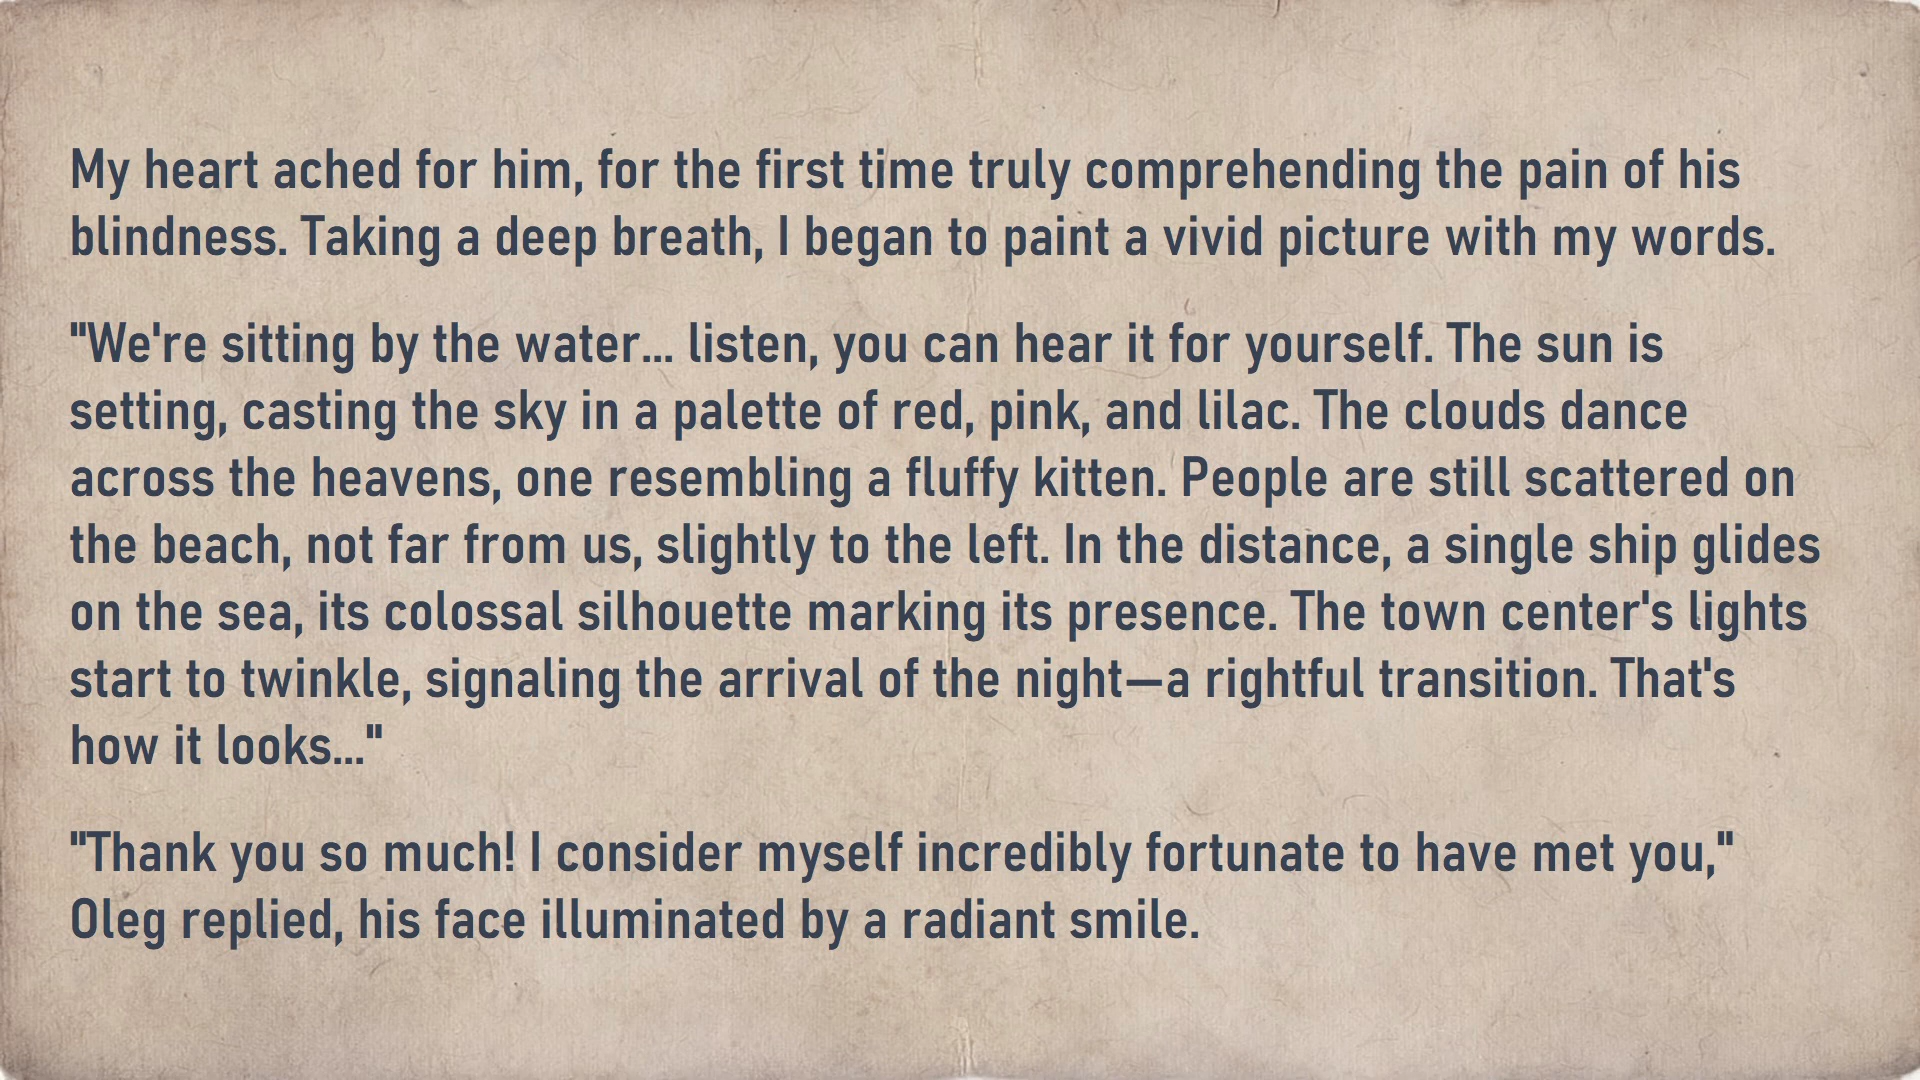 My heart ached for him, for the first time truly comprehending the pain of his
blindness. Taking a deep breath, I began to paint a vivid picture with my words.
"We're sitting by the water... listen, you can hear it for yourself. The sun is
setting, casting the sky in a palette of red, pink, and lilac. The clouds dance
across the heavens, one resembling a fluffy kitten. People are still scattered on
the beach, not far from us, slightly to the left. In the distance, a single ship glides
on the sea, its colossal silhouette marking its presence. The town center's lights
start to twinkle, signaling the arrival of the night—a rightful transition. That's
how it looks..."
"Thank you so much! I consider myself incredibly fortunate to have met you,"
Oleg replied, his face illuminated by a radiant smile.